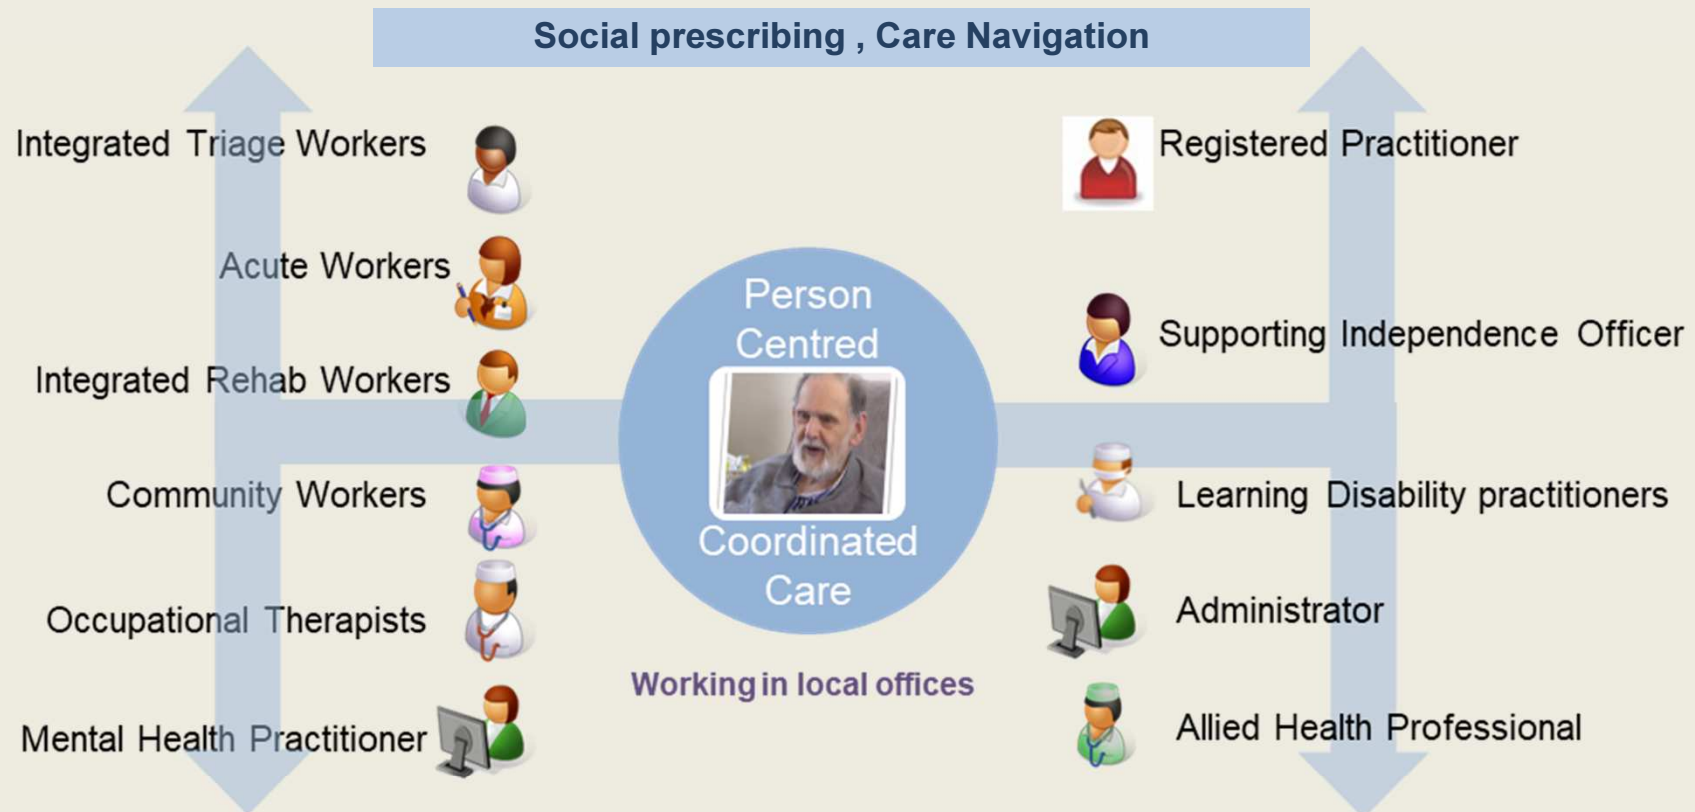 Social prescribing , Care Navigation
Integrated Triage Workers
Acute Workers
Integrated Rehab Workers
Community Workers
Occupational Therapists
Mental Health Practitioner
Person
Centred
Coordinated
Care
Working in local offices
Registered Practitioner
Supporting Independence Officer
Learning Disability practitioners
Administrator
Allied Health Professional